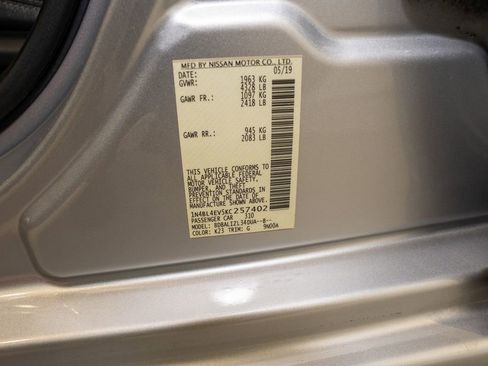 MFD BY NISSAN MOTOR CO., LTD.
DATE: 05/19
GVWR: 1963 KG
4328 LB
GAWR FR.: 1097 KG
2418 LB
GAWR RR.: 945 KG
2083 LB
THIS VEHICLE CONFORMS TO
ALL APPLICABLE FEDERAL
MOTOR VEHICLE SAFETY,
BUMPER, AND THEFT
PREVENTION STANDARDS IN
EFFECT ON THE DATE OF
MANUFACTURE SHOWN ABOVE.
1N4BL4EV5KC257402
PASSENGER CAR 310
MODEL: BDBALIZL34DUA--B--
COLOR: K23 TRIM: G 9N00A